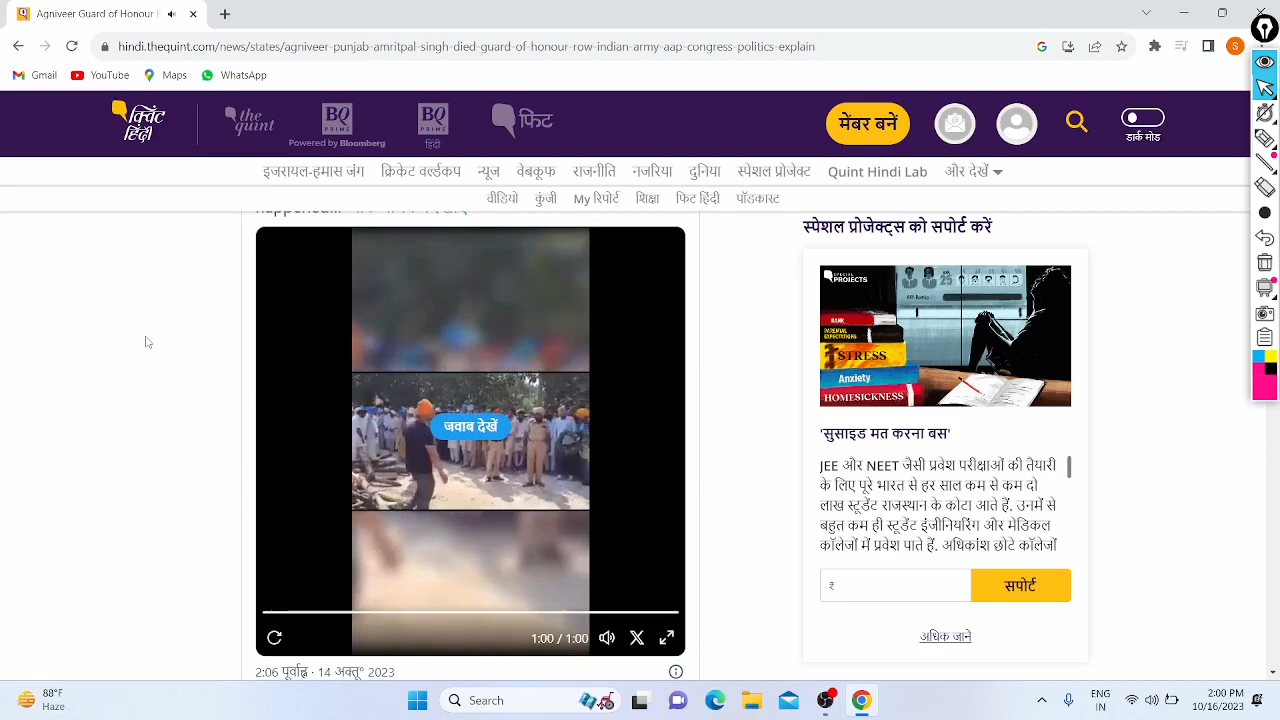 Agniveer Guard of Honour F
hindi.thequint.com/news/states/agniveer-punjab-amritpal-singh-died-guard-of-honour-row-indian-army-aap-congress-politics-explain
S
Gmail YouTube Maps WhatsApp
क्विंट हिंदी
the quint
BQ PRIME
Powered by Bloomberg
BQ PRIME
हिंदी
फिट
मेंबर बनें
डार्क मोड
इजरायल-हमास जंग क्रिकेट वर्ल्डकप न्यूज वेबकूफ राजनीति नजरिया दुनिया स्पेशल प्रोजेक्ट Quint Hindi Lab और देखें
वीडियो कुंजी My रिपोर्ट शिक्षा फिट हिंदी पॉडकास्ट
जवाब देखें
1:00 / 1:00
2:06 पूर्वाह्न · 14 अक्तू॰ 2023
स्पेशल प्रोजेक्ट्स को सपोर्ट करें
SPECIAL PROJECTS
25
BANK
PARENTAL EXPECTATIONS
STRESS
Anxiety
HOMESICKNESS
'सुसाइड मत करना बस'
JEE और NEET जैसी प्रवेश परीक्षाओं की तैयारी
के लिए पूरे भारत से हर साल कम से कम दो
लाख स्टूडेंट राजस्थान के कोटा आते हैं. उनमें से
बहुत कम ही स्टूडेंट इंजीनियरिंग और मेडिकल
कॉलेजों में प्रवेश पाते हैं. अधिकांश छोटे कॉलेजों
₹
सपोर्ट
अधिक जाने
88°F
Haze
Search
ENG
IN
2:00 PM
10/16/2023